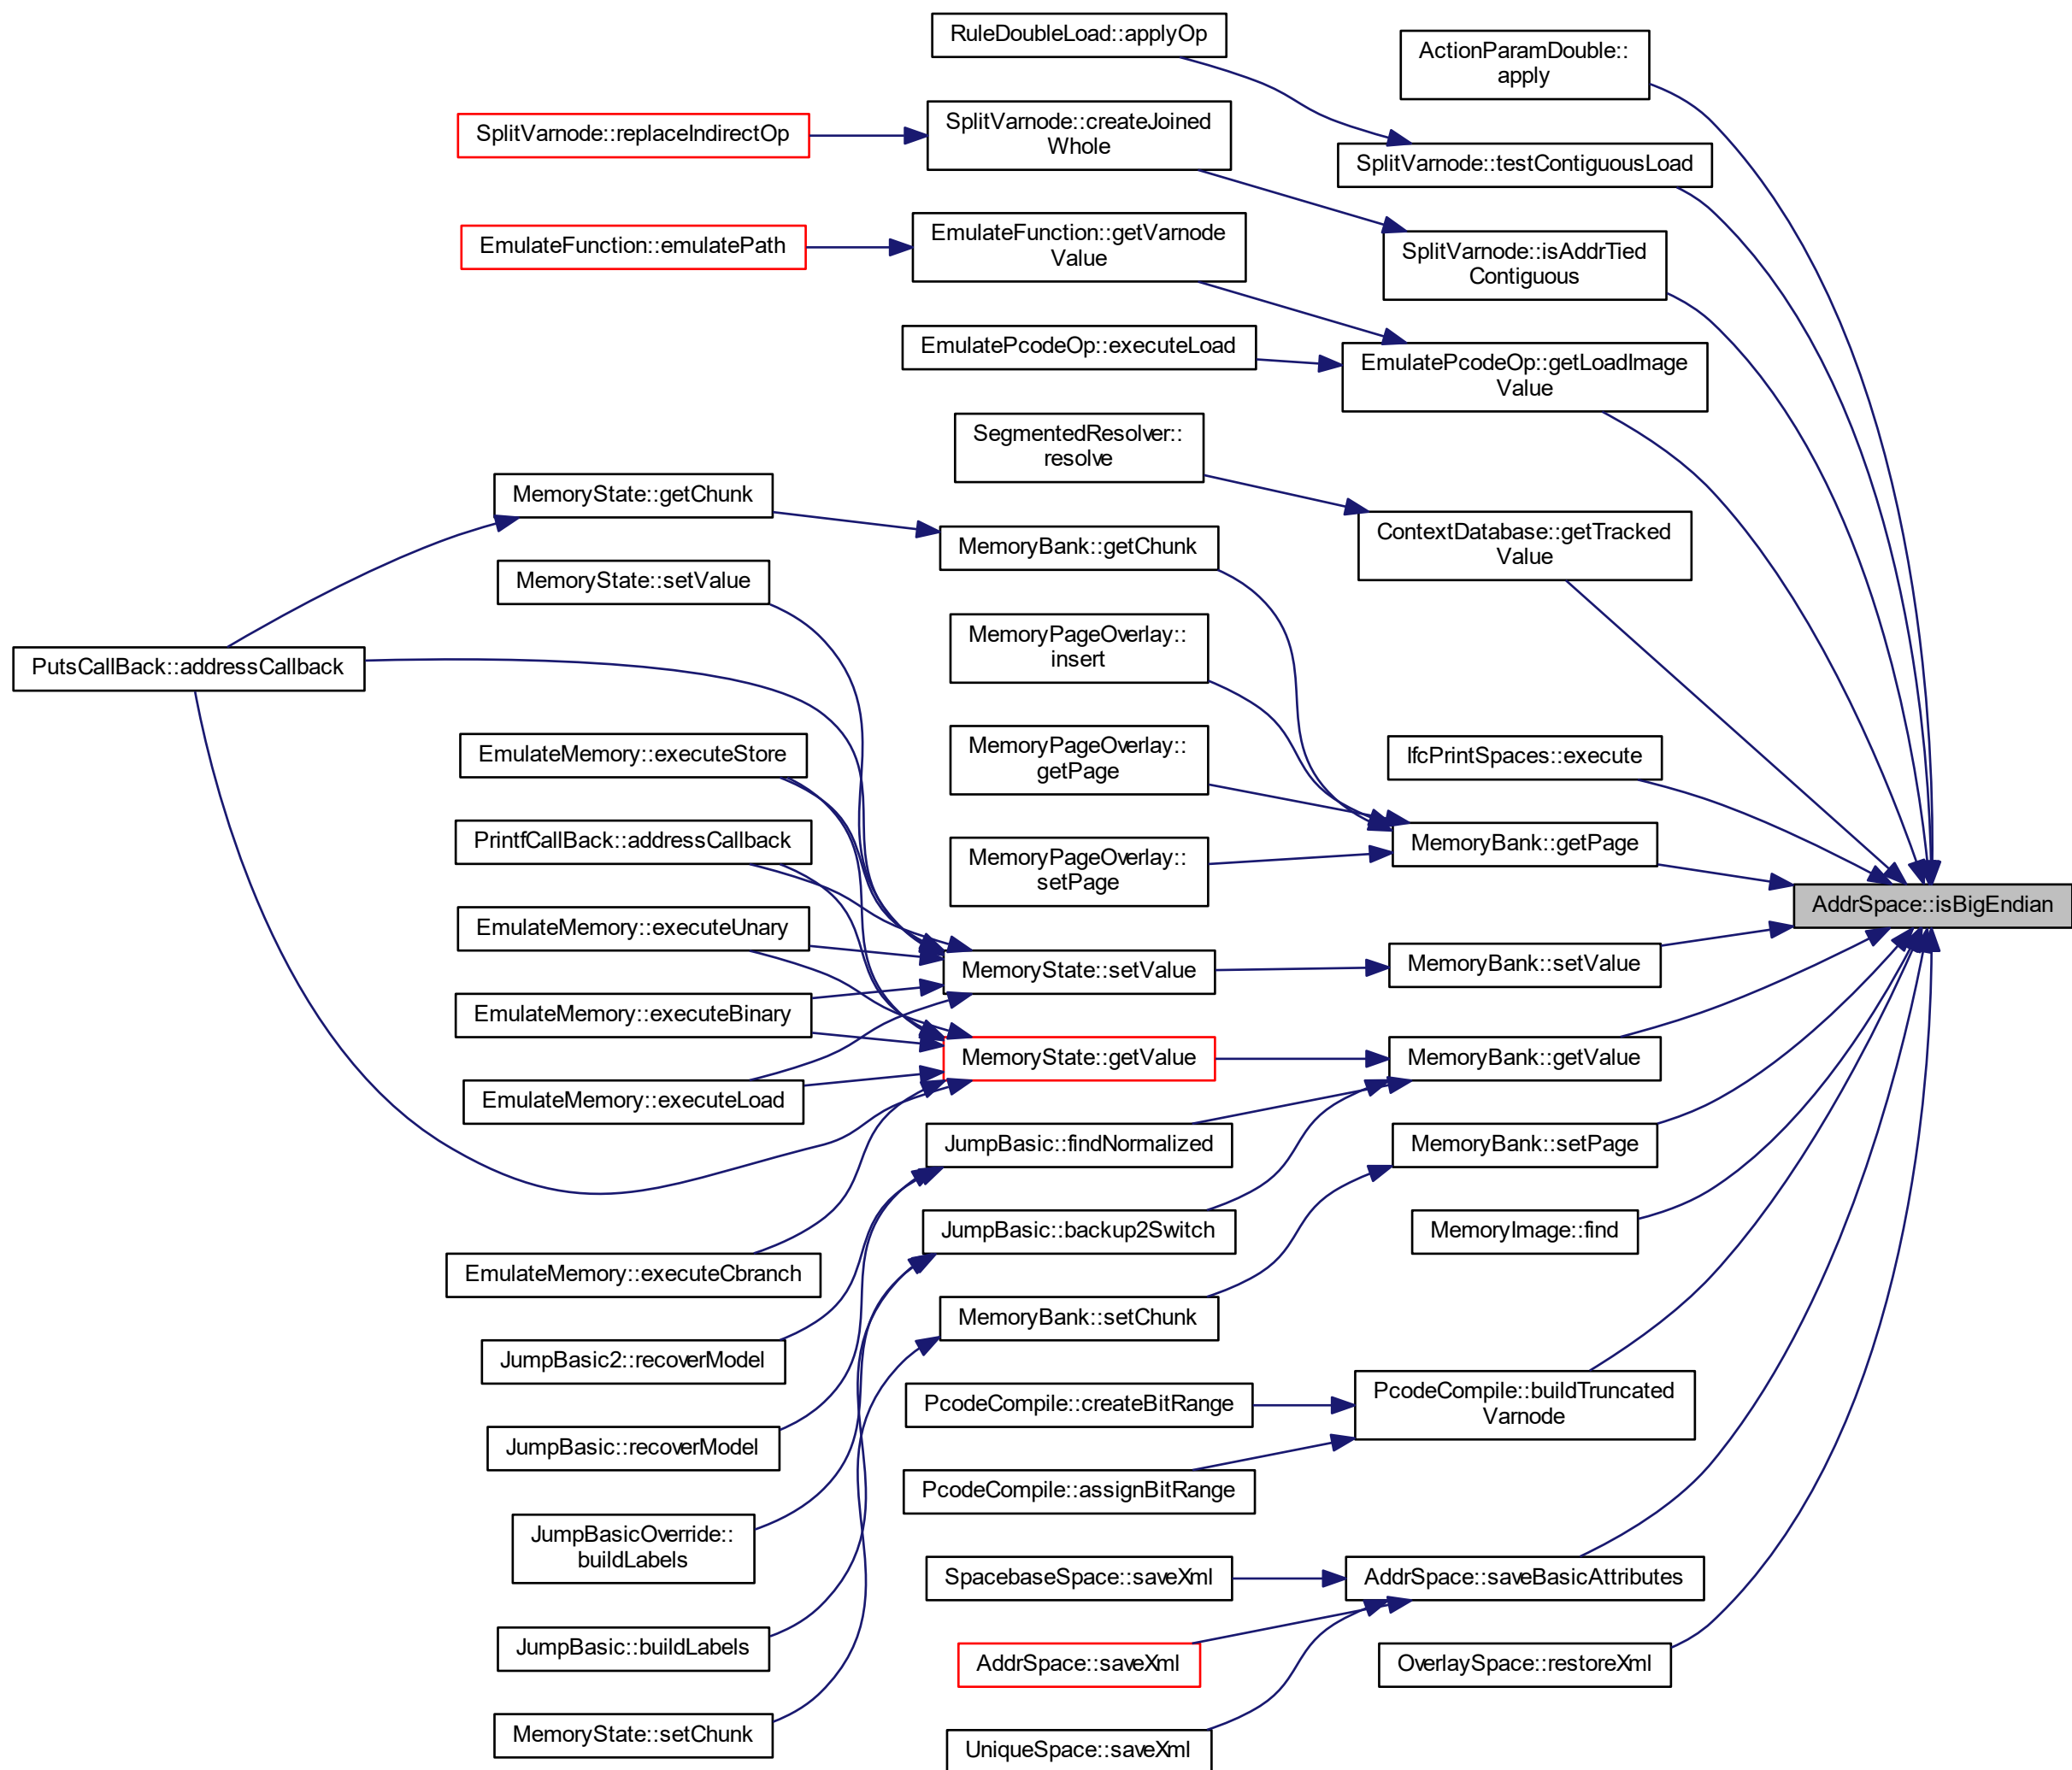 RuleDoubleLoad::applyOp
ActionParamDouble::
apply
SplitVarnode::replaceIndirectOp
SplitVarnode::createJoined
Whole
SplitVarnode::testContiguousLoad
EmulateFunction::emulatePath
EmulateFunction::getVarnode
Value
SplitVarnode::isAddrTied
Contiguous
EmulatePcodeOp::executeLoad
EmulatePcodeOp::getLoadImage
Value
SegmentedResolver::
resolve
MemoryState::getChunk
MemoryBank::getChunk
ContextDatabase::getTracked
Value
MemoryState::setValue
MemoryPageOverlay::
insert
PutsCallBack::addressCallback
EmulateMemory::executeStore
MemoryPageOverlay::
getPage
IfcPrintSpaces::execute
PrintfCallBack::addressCallback
MemoryPageOverlay::
setPage
MemoryBank::getPage
AddrSpace::isBigEndian
EmulateMemory::executeUnary
MemoryState::setValue
MemoryBank::setValue
EmulateMemory::executeBinary
MemoryState::getValue
MemoryBank::getValue
EmulateMemory::executeLoad
JumpBasic::findNormalized
MemoryBank::setPage
JumpBasic::backup2Switch
MemoryImage::find
EmulateMemory::executeCbranch
MemoryBank::setChunk
JumpBasic2::recoverModel
PcodeCompile::createBitRange
PcodeCompile::buildTruncated
Varnode
JumpBasic::recoverModel
PcodeCompile::assignBitRange
JumpBasicOverride::
buildLabels
SpacebaseSpace::saveXml
AddrSpace::saveBasicAttributes
JumpBasic::buildLabels
AddrSpace::saveXml
OverlaySpace::restoreXml
MemoryState::setChunk
UniqueSpace::saveXml